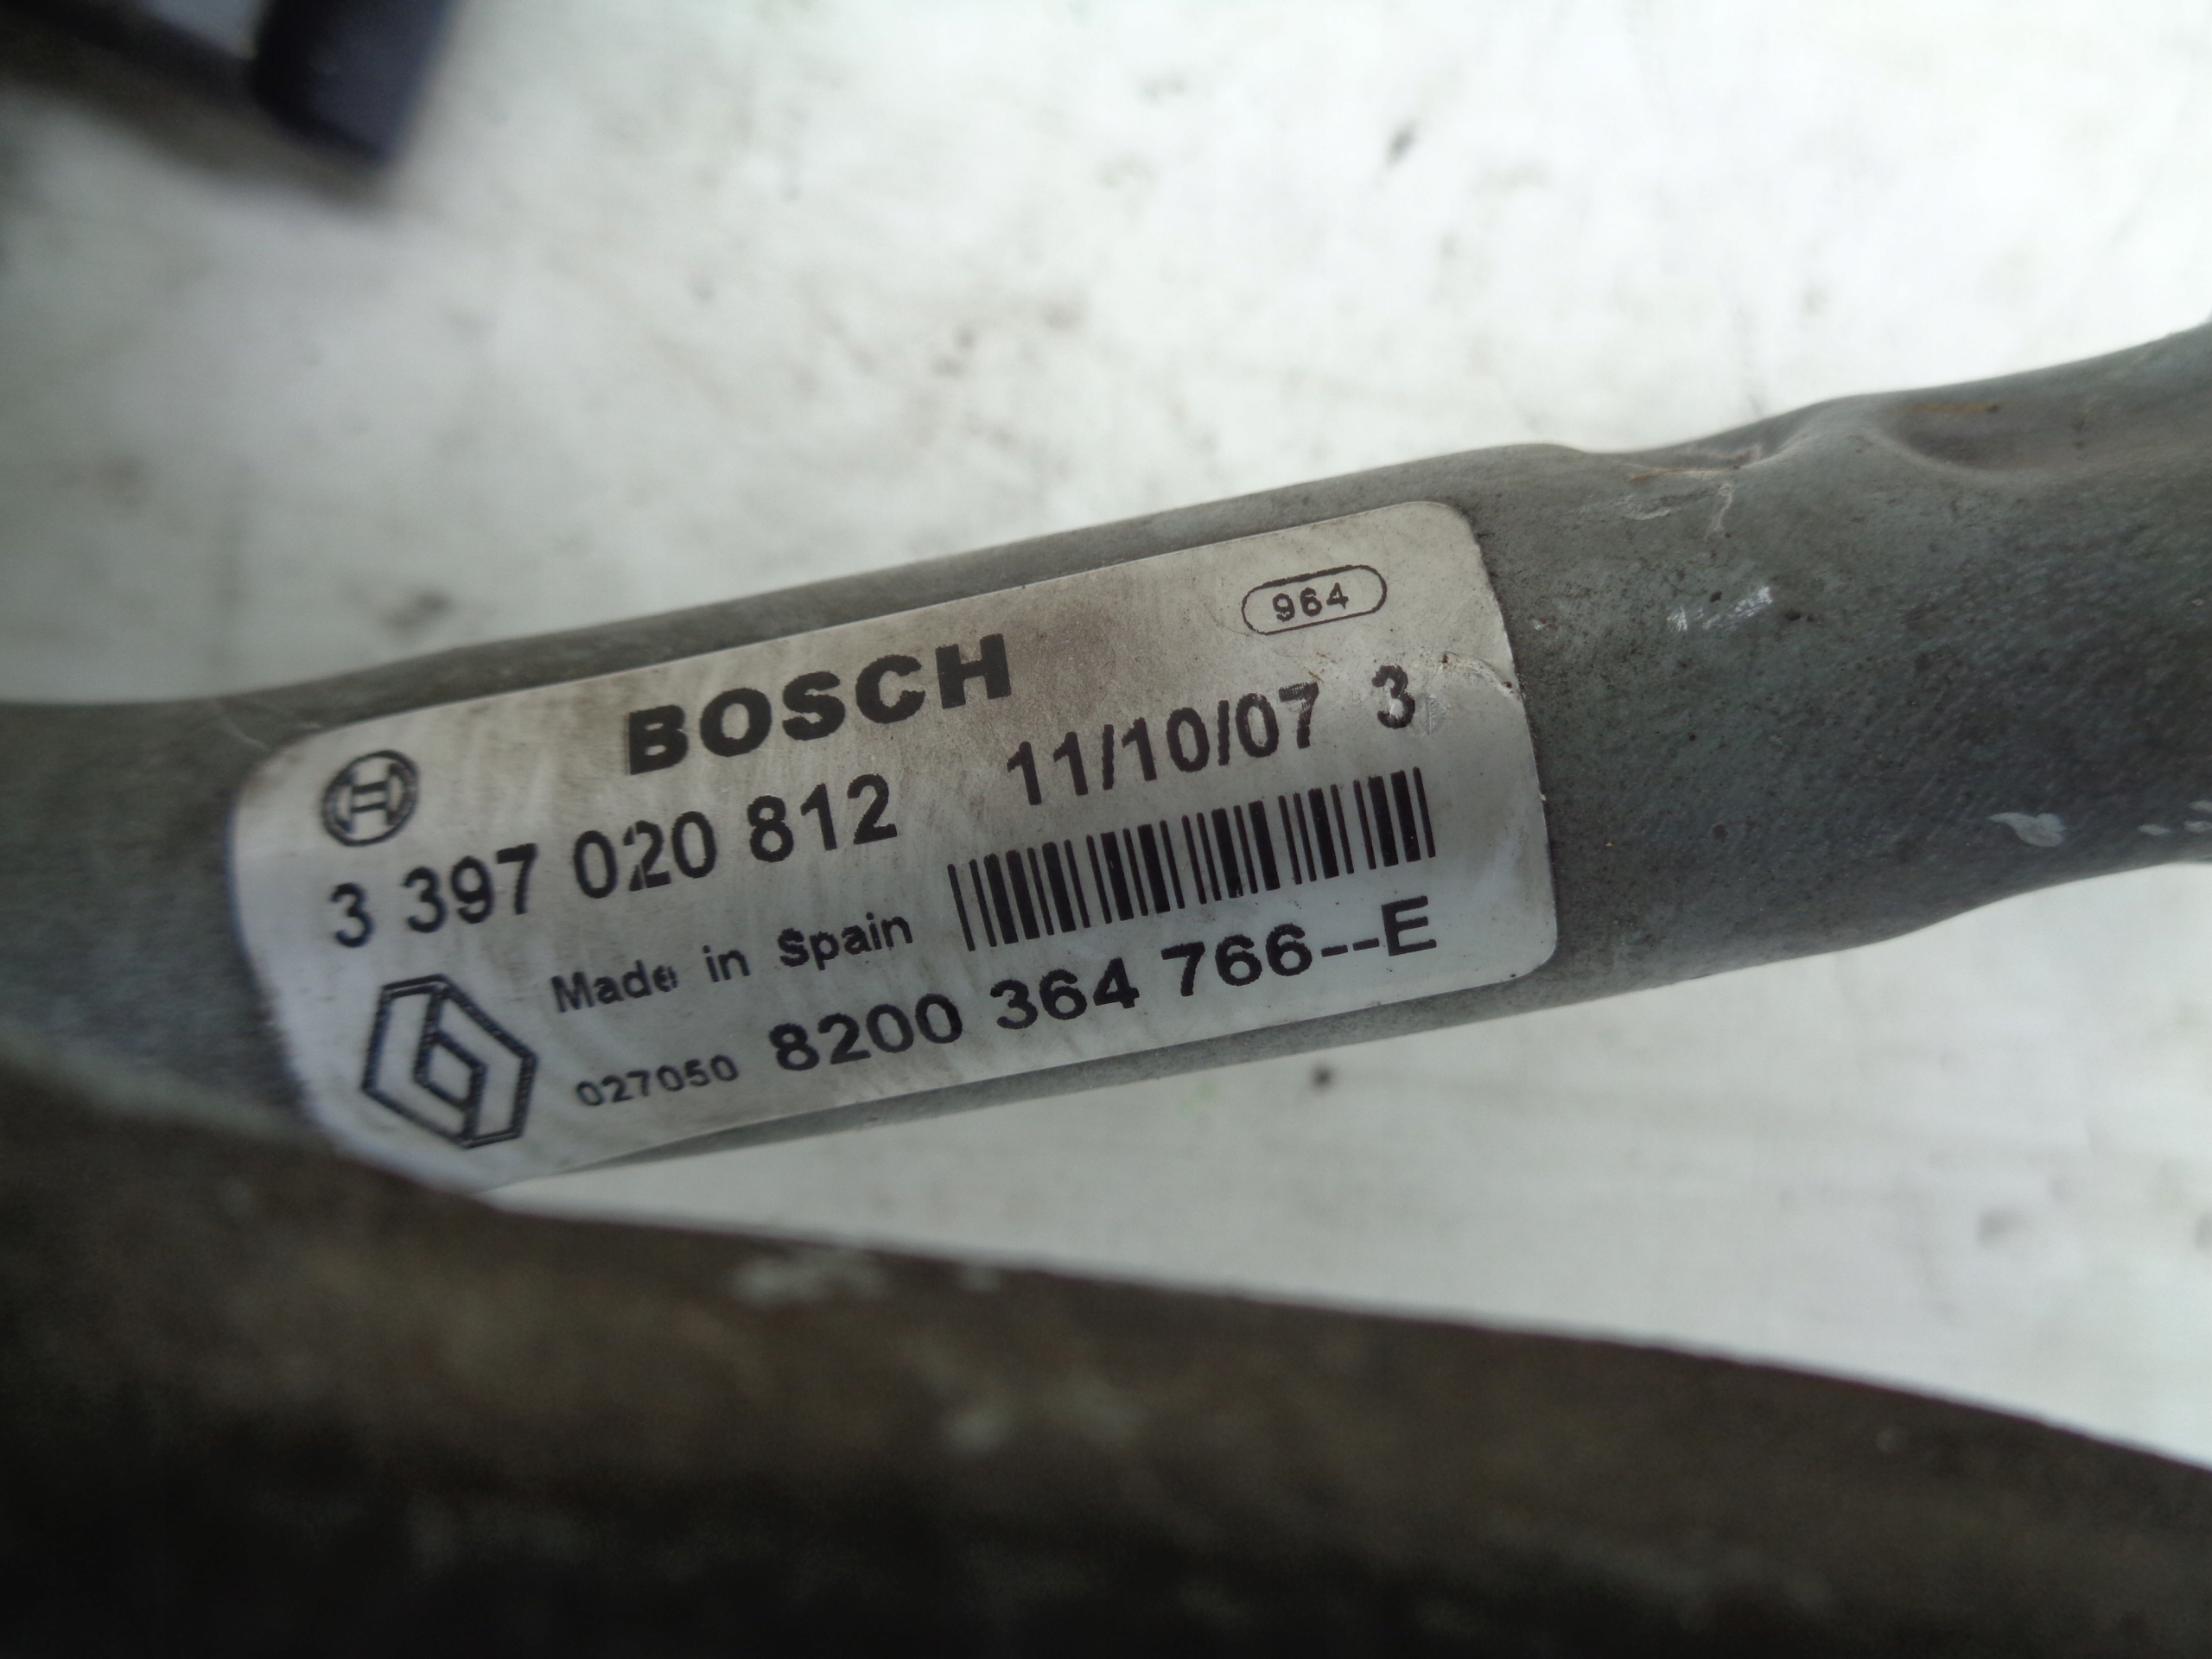 964
BOSCH
3 397 020 812 11/10/07 3
Made in Spain
027050 8200 364 766--E